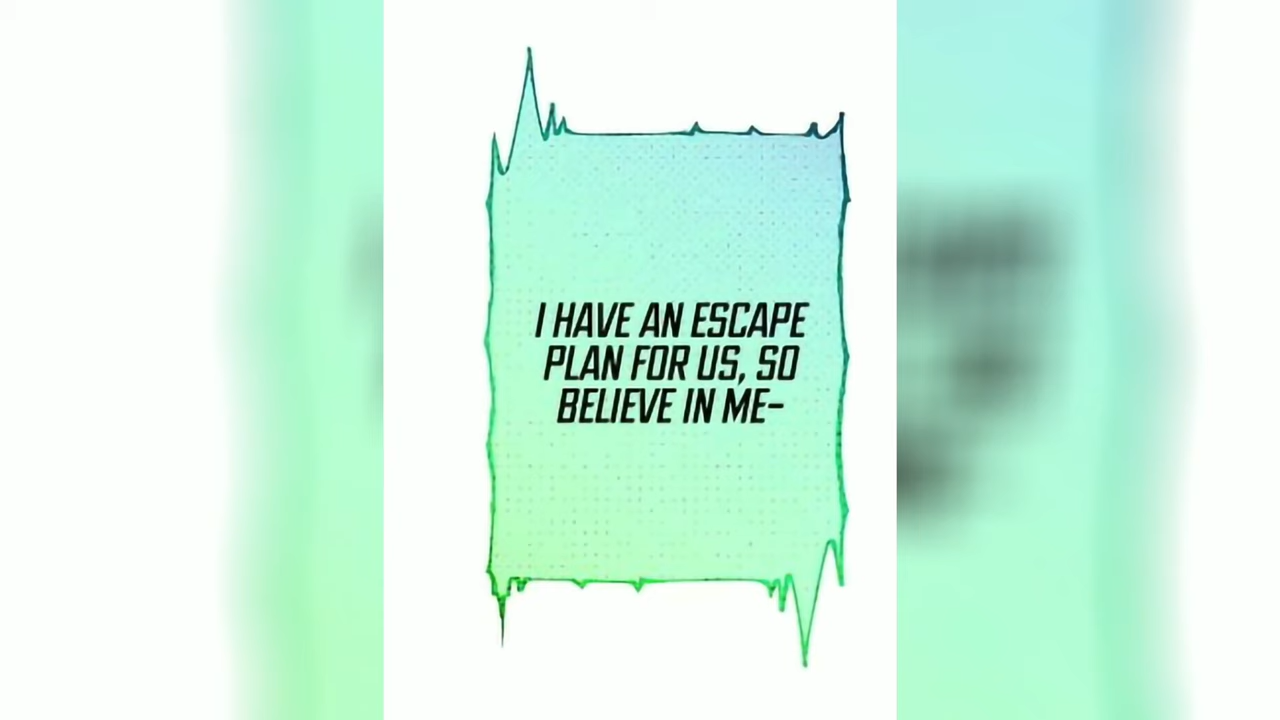 I HAVE AN ESCAPE
PLAN FOR US, SO
BELIEVE IN ME-